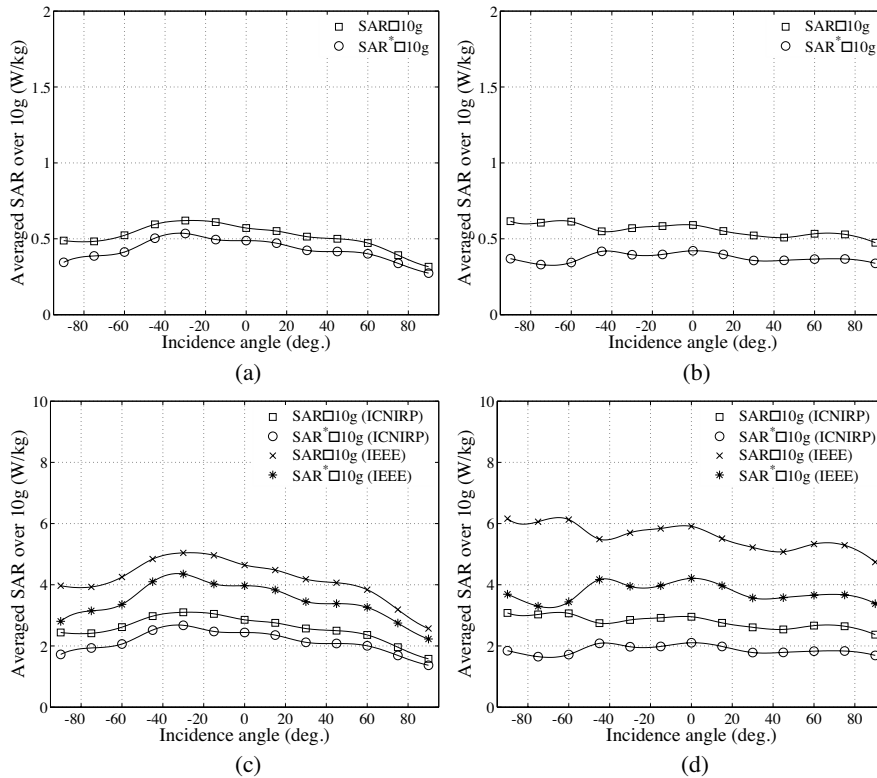 2
1.5
1
0.5
0
Averaged SAR over 10g (W/kg)
SAR□10g
SAR*□10g
-80 -60 -40 -20 0 20 40 60 80
Incidence angle (deg.)
(a)
2
1.5
1
0.5
0
Averaged SAR over 10g (W/kg)
SAR□10g
SAR*□10g
-80 -60 -40 -20 0 20 40 60 80
Incidence angle (deg.)
(b)
10
8
6
4
2
0
Averaged SAR over 10g (W/kg)
SAR□10g (ICNIRP)
SAR*□10g (ICNIRP)
SAR□10g (IEEE)
SAR*□10g (IEEE)
-80 -60 -40 -20 0 20 40 60 80
Incidence angle (deg.)
(c)
10
8
6
4
2
0
Averaged SAR over 10g (W/kg)
SAR□10g (ICNIRP)
SAR*□10g (ICNIRP)
SAR□10g (IEEE)
SAR*□10g (IEEE)
-80 -60 -40 -20 0 20 40 60 80
Incidence angle (deg.)
(d)